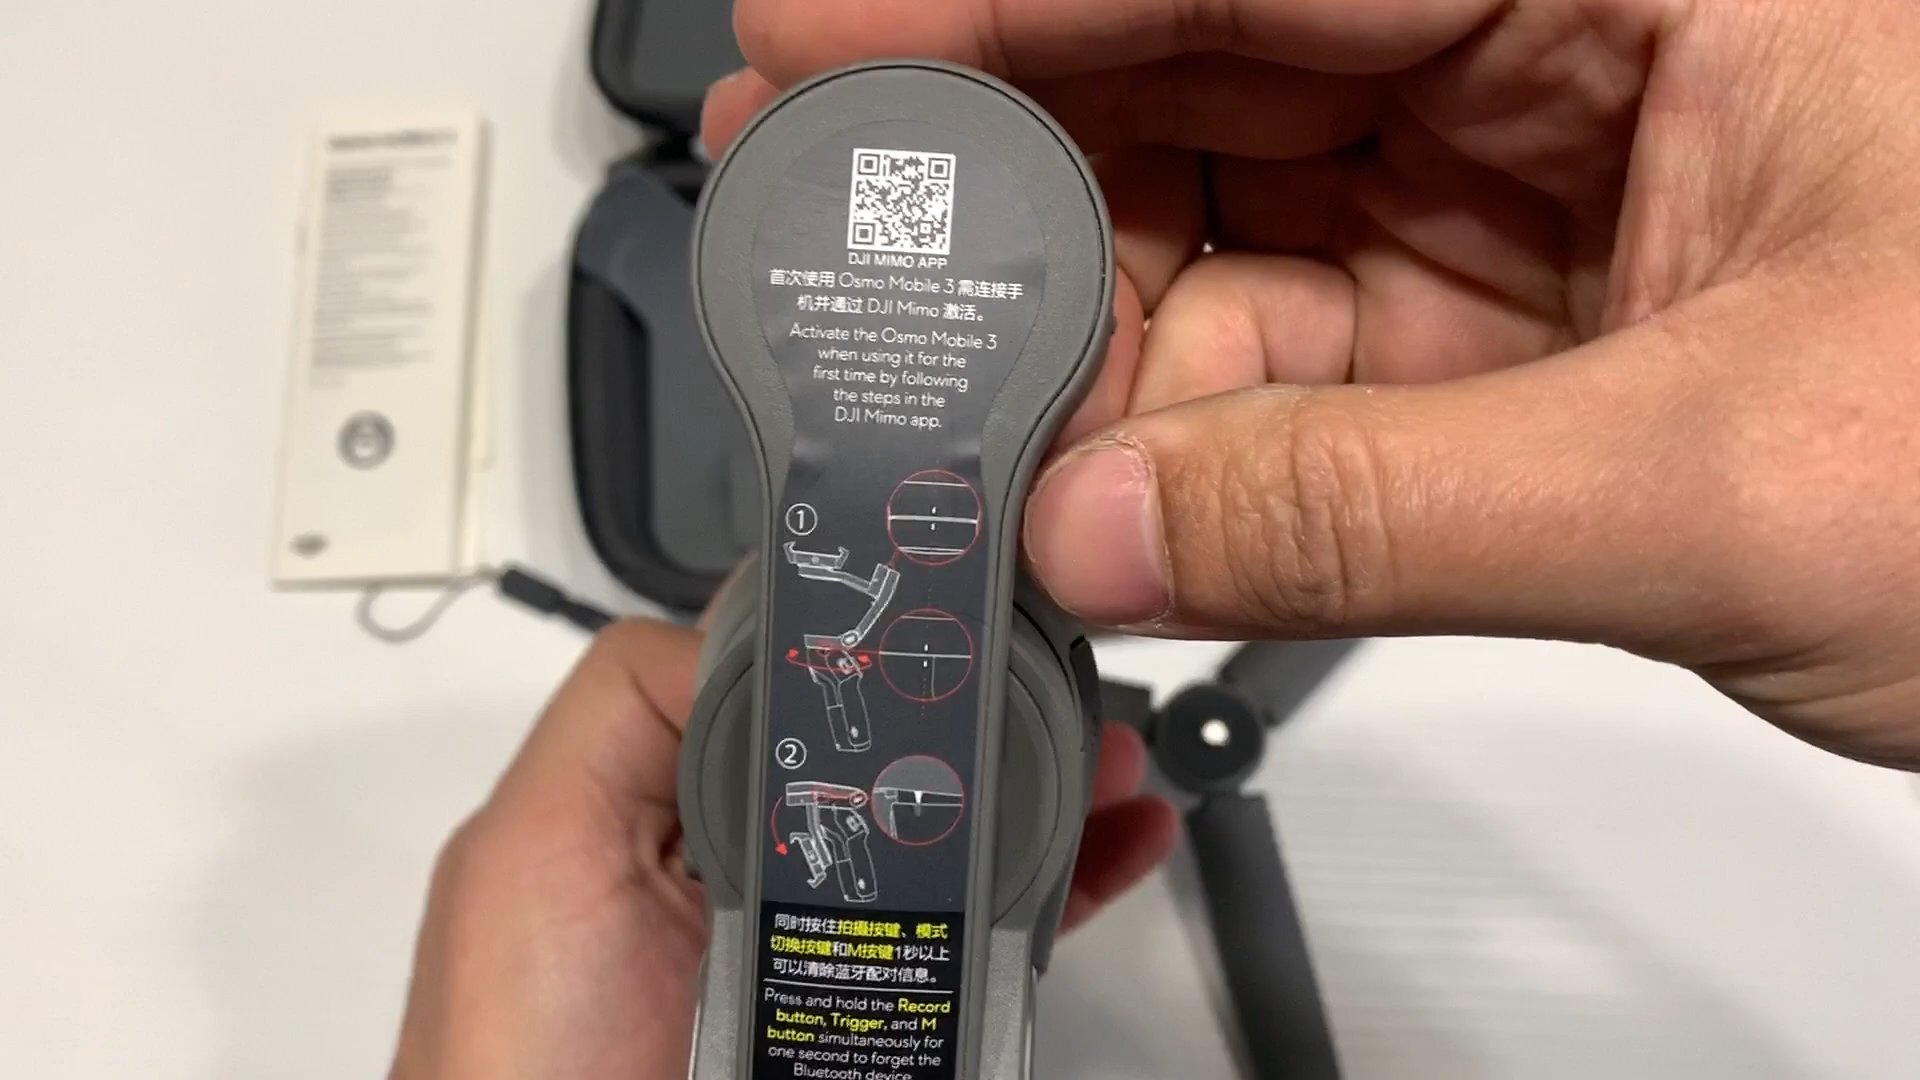 DJI MIMO APP
首次使用 Osmo Mobile 3 需连接手
机并通过 DJI Mimo 激活。
Activate the Osmo Mobile 3
when using it for the
first time by following
the steps in the
DJI Mimo app.
①
②
同时按住拍摄按键、模式
切换按键和M按键1秒以上
可以清除蓝牙配对信息。
Press and hold the Record
button, Trigger, and M
button simultaneously for
one second to forget the
Bluetooth device